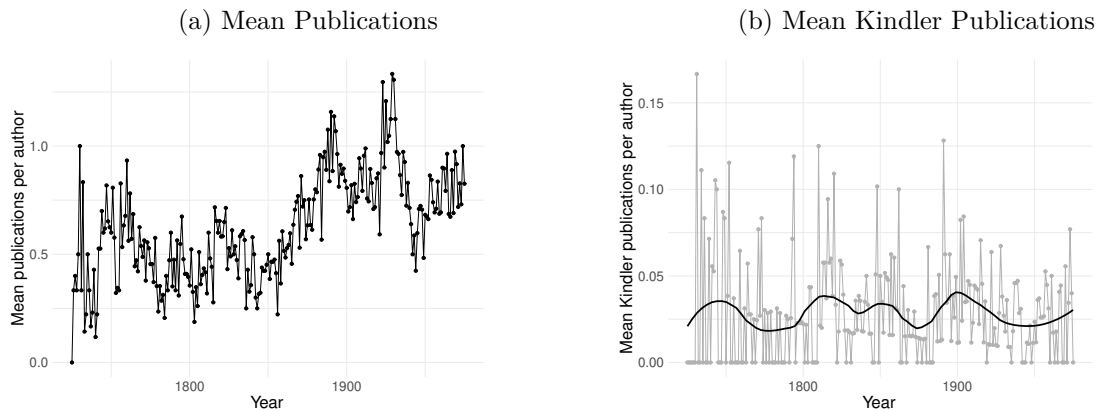 (a) Mean Publications
(b) Mean Kindler Publications
Mean publications per author
1.0
0.5
0.0
1800
1900
Year
Mean Kindler publications per author
0.15
0.10
0.05
0.00
1800
1900
Year